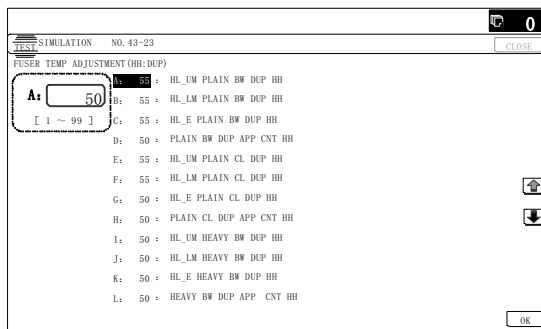 0
TEST SIMULATION NO. 43-23
CLOSE
FUSER TEMP ADJUSTMENT(HH:DUP)
A: 50
[ 1 ~ 99 ]
A: 55 : HL_UM PLAIN BW DUP HH
B: 55 : HL_LM PLAIN BW DUP HH
C: 55 : HL_E PLAIN BW DUP HH
D: 50 : PLAIN BW DUP APP CNT HH
E: 55 : HL_UM PLAIN CL DUP HH
F: 55 : HL_LM PLAIN CL DUP HH
G: 50 : HL_E PLAIN CL DUP HH
H: 50 : PLAIN CL DUP APP CNT HH
I: 50 : HL_UM HEAVY BW DUP HH
J: 50 : HL_LM HEAVY BW DUP HH
K: 50 : HL_E HEAVY BW DUP HH
L: 50 : HEAVY BW DUP APP CNT HH
OK